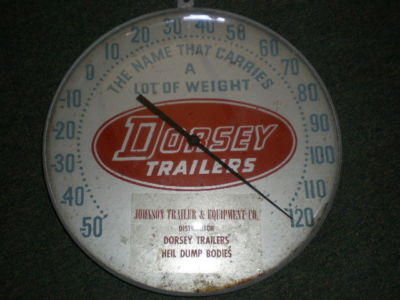 -50
-40
-30
-20
-10
0
10
20
30
40
50
60
70
80
90
100
110
120
THE NAME THAT CARRIES
A
LOT OF WEIGHT
DORSEY
TRAILERS
JOHNSON TRAILER & EQUIPMENT CO.
DISTRIBUTOR
DORSEY TRAILERS
HEIL DUMP BODIES